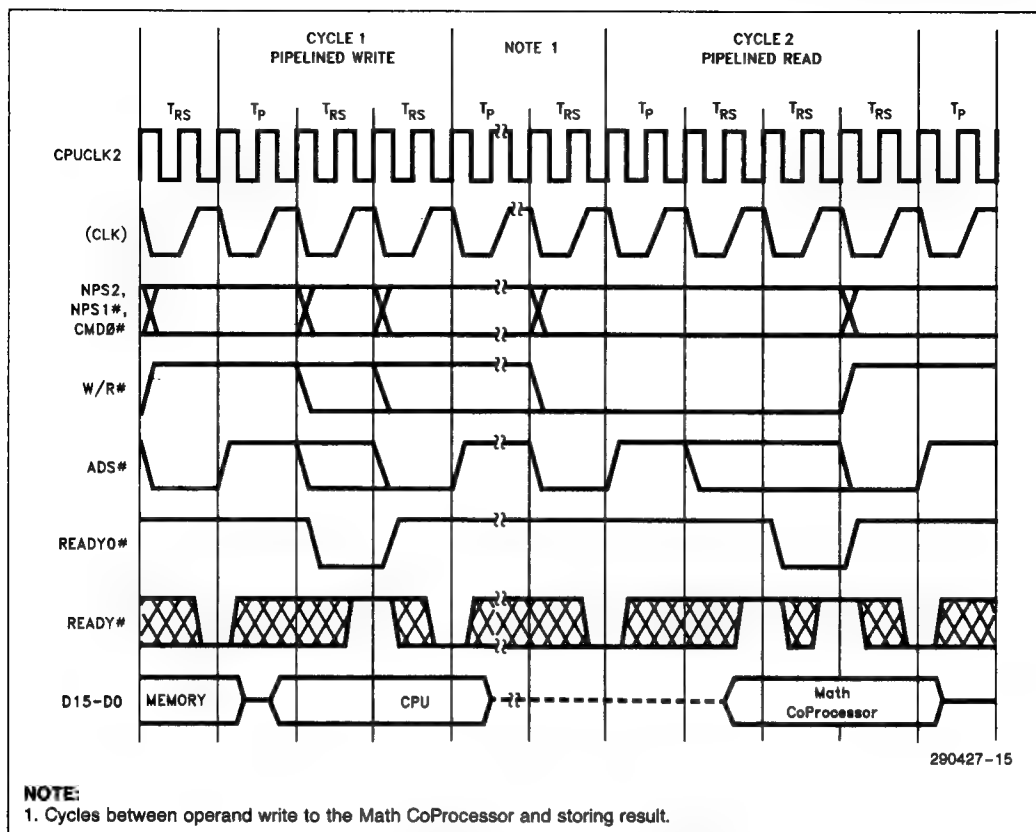 CYCLE 1
PIPELINED WRITE
NOTE 1
CYCLE 2
PIPELINED READ
TRS TP TRS TRS TP TRS TP TRS TRS TRS TP
CPUCLK2
(CLK)
NPS2,
NPS1#,
CMD0#
W/R#
ADS#
READYO#
READY#
D15-D0 MEMORY CPU Math
CoProcessor
290427-15
NOTE:
1. Cycles between operand write to the Math CoProcessor and storing result.